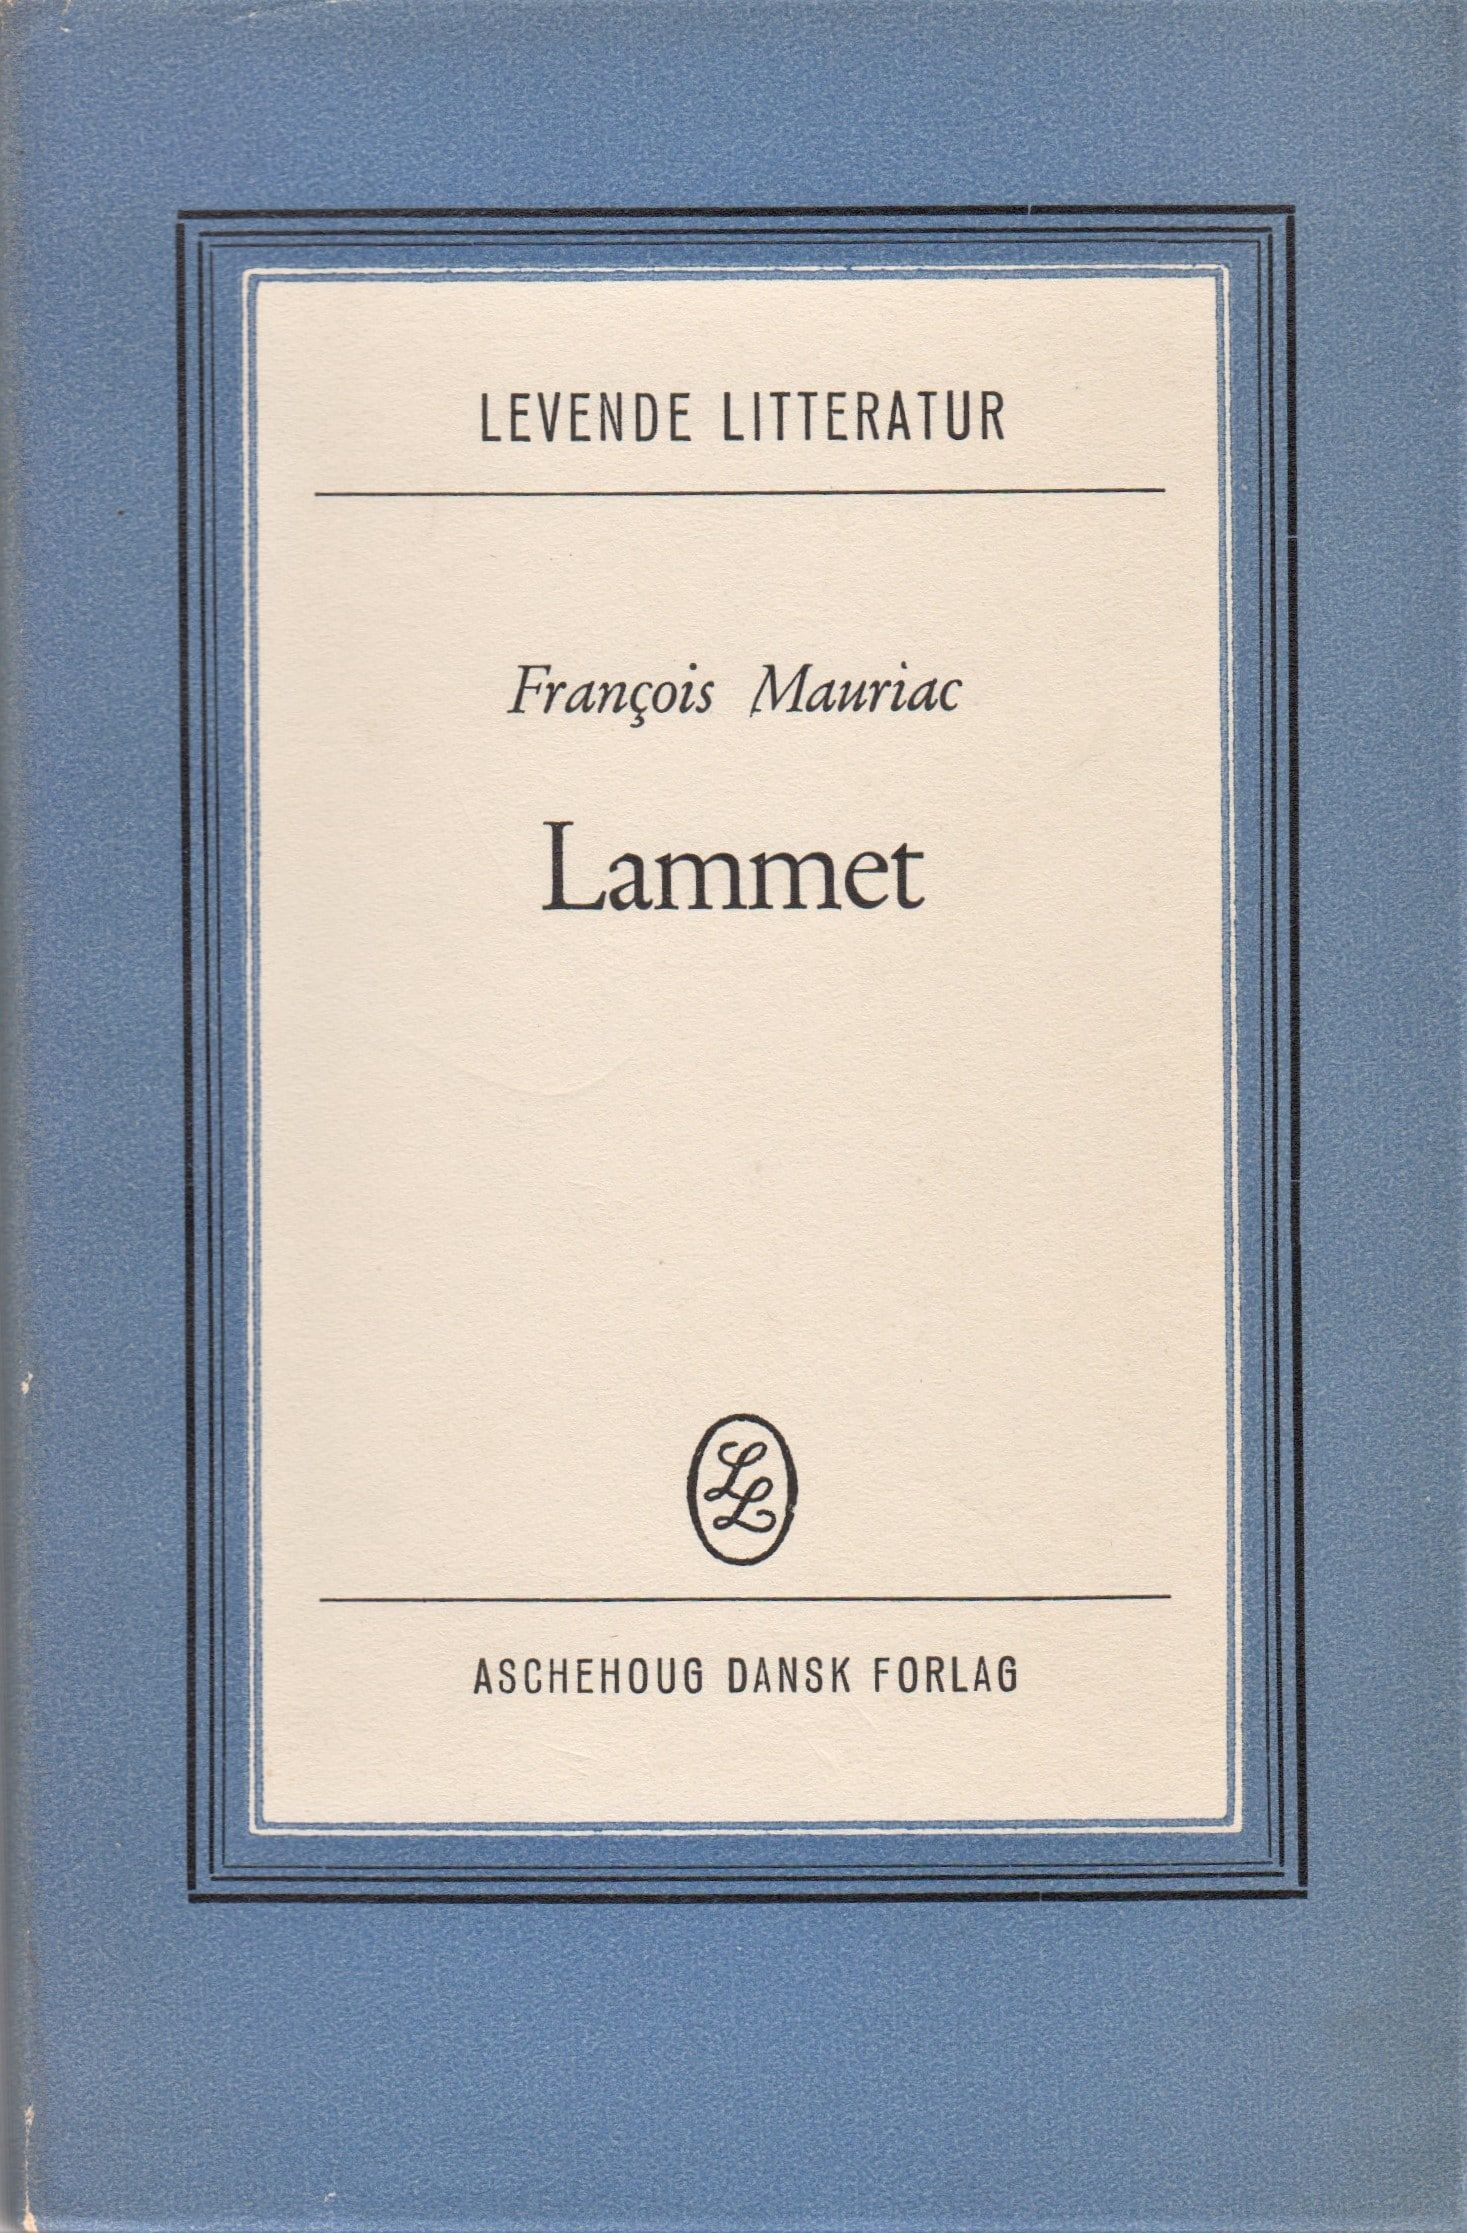 LEVENDE LITTERATUR
François Mauriac
Lammet
LL
ASCHEHOUG DANSK FORLAG